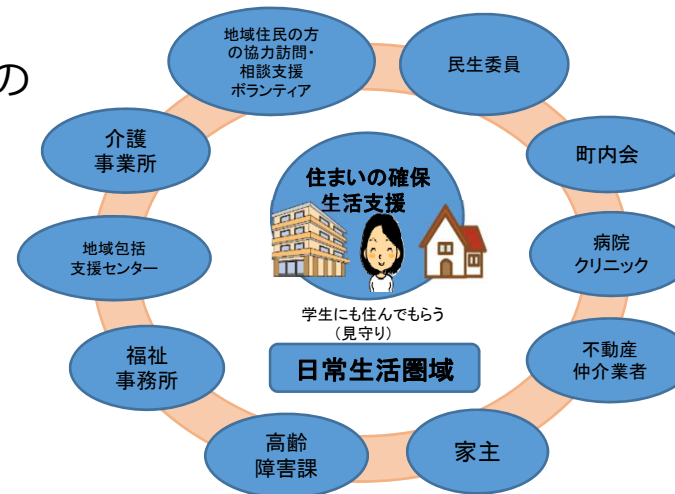 の
地域住民の方
の協力訪問・
相談支援
ボランティア
民生委員
町内会
病院
クリニック
不動産
仲介業者
家主
高齢
障害課
福祉
事務所
地域包括
支援センター
介護
事業所
住まいの確保
生活支援
学生にも住んでもらう
（見守り）
日常生活圏域